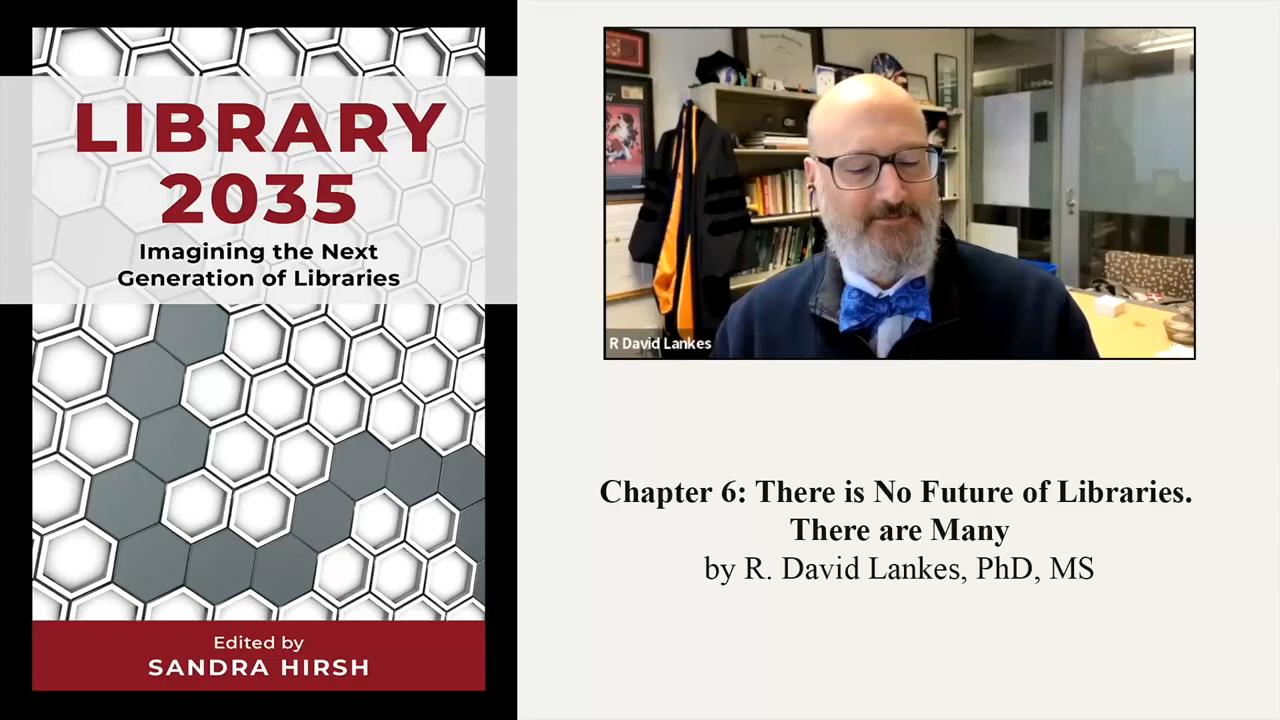 LIBRARY
2035
Imagining the Next
Generation of Libraries
Edited by
SANDRA HIRSH
R David Lankes
Chapter 6: There is No Future of Libraries.
There are Many
by R. David Lankes, PhD, MS